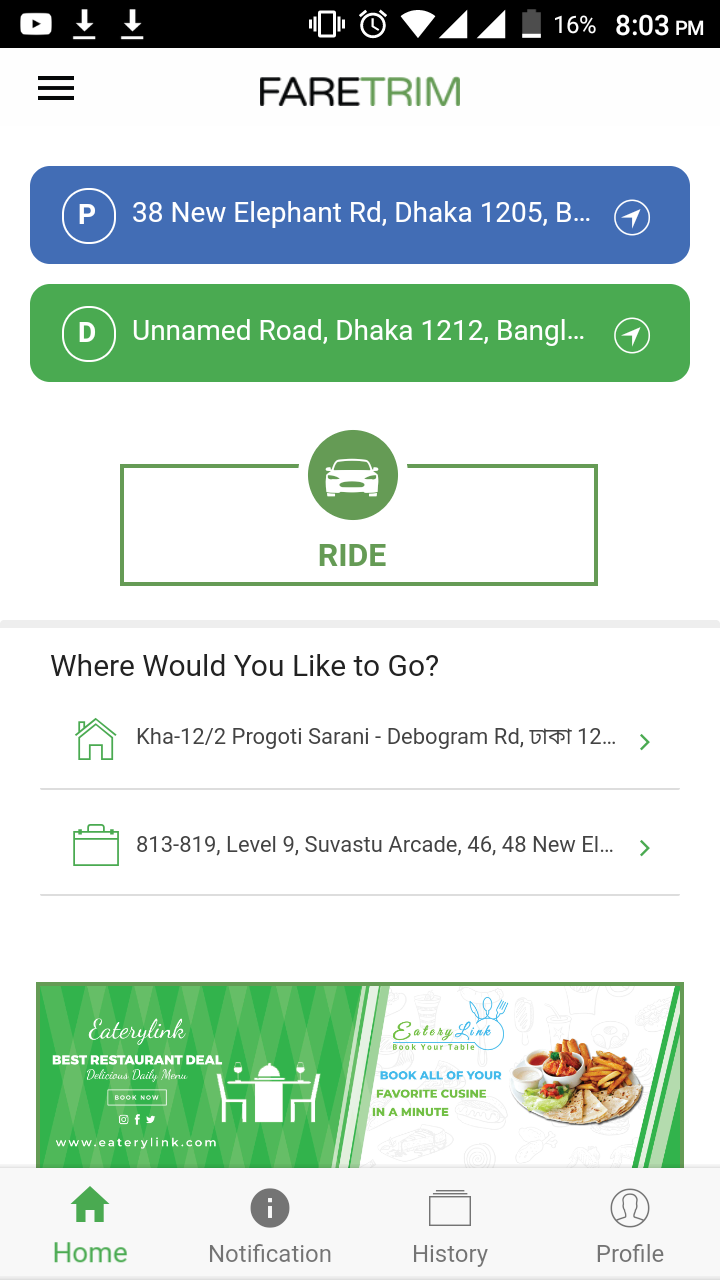 16% 8:03 PM
FARETRIM
P 38 New Elephant Rd, Dhaka 1205, B...
D Unnamed Road, Dhaka 1212, Bangl...
RIDE
Where Would You Like to Go?
Kha-12/2 Progoti Sarani - Debogram Rd, ঢাকা 12...
813-819, Level 9, Suvastu Arcade, 46, 48 New El...
Eaterylink
BEST RESTAURANT DEAL
Delicious Daily Menu
BOOK NOW
www.eaterylink.com
Eatery Link
Book Your Table
BOOK ALL OF YOUR
FAVORITE CUSINE
IN A MINUTE
Home Notification History Profile